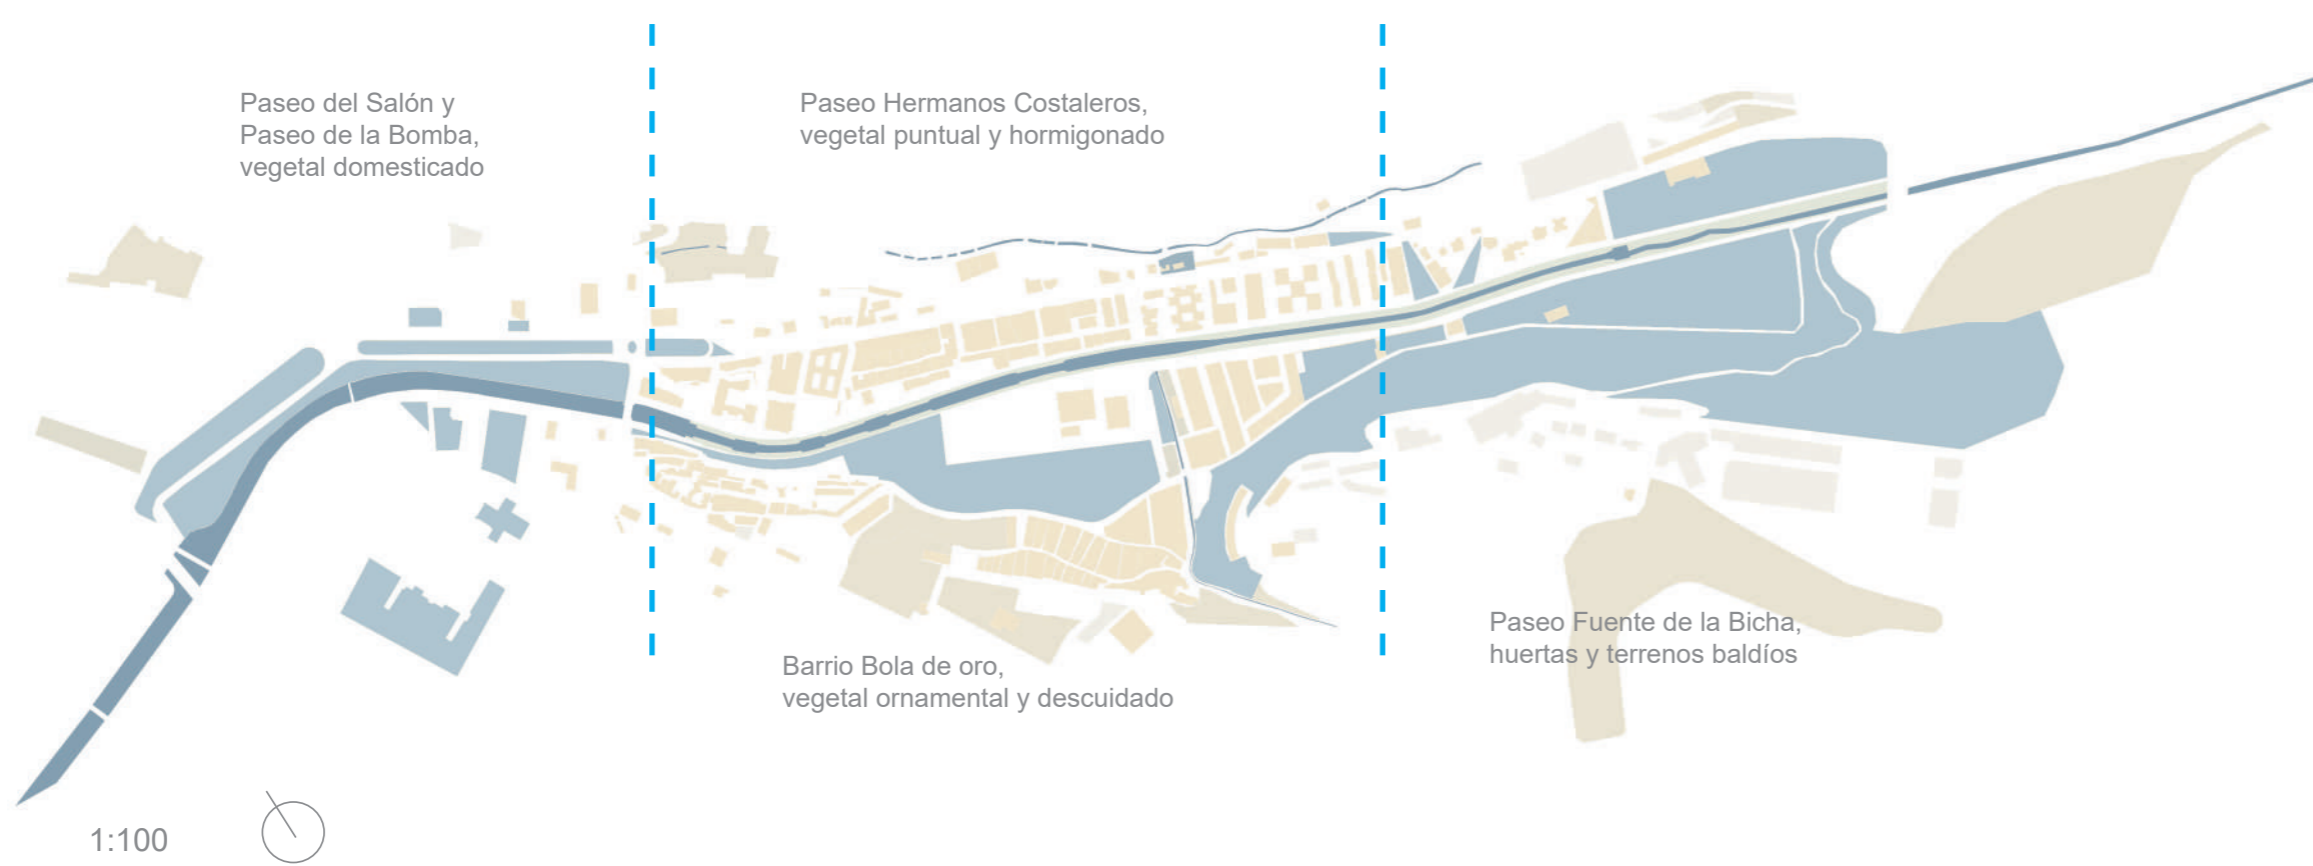 Paseo del Salón y
Paseo de la Bomba,
vegetal domesticado
Paseo Hermanos Costaleros,
vegetal puntual y hormigonado
Barrio Bola de oro,
vegetal ornamental y descuidado
Paseo Fuente de la Bicha,
huertas y terrenos baldíos
1:100